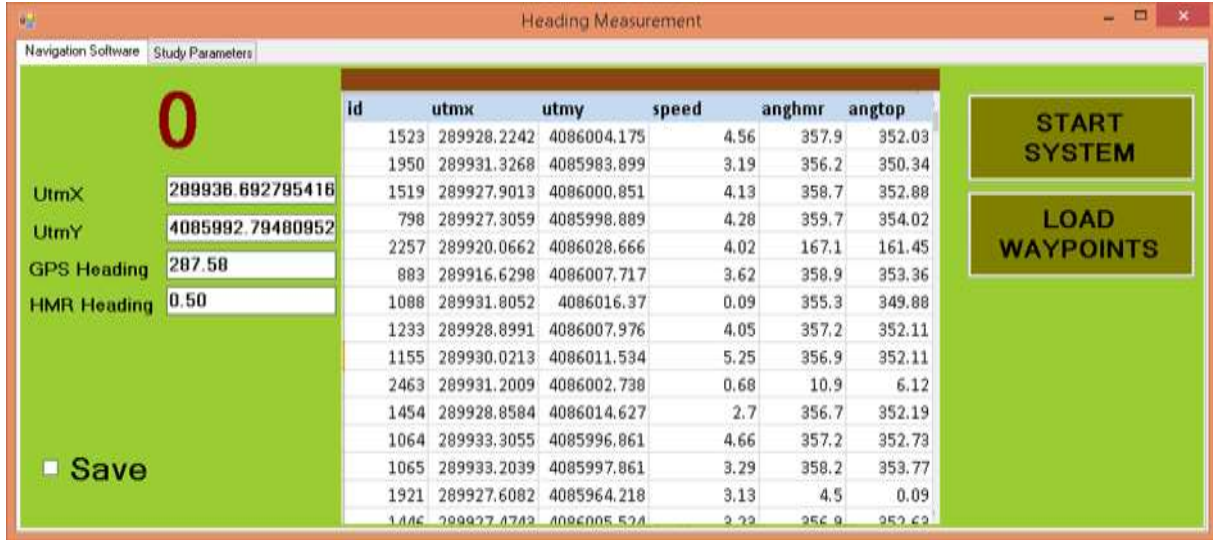 Heading Measurement
Navigation Software Study Parameters
0
UtmX 289936.692795416
UtmY 4085992.79480952
GPS Heading 287.58
HMR Heading 0.50
Save
id utmx utmy speed anghmr angtop
1523 289928.2242 4086004.175 4.56 357.9 352.03
1950 289931.3268 4085983.899 3.19 356.2 350.34
1519 289927.9013 4086000.851 4.13 358.7 352.88
798 289927.3059 4085998.889 4.28 359.7 354.02
2257 289920.0662 4086028.666 4.02 167.1 161.45
883 289916.6298 4086007.717 3.62 358.9 353.36
1088 289931.8052 4086016.37 0.09 355.3 349.88
1233 289928.8991 4086007.976 4.05 357.2 352.11
1155 289930.0213 4086011.534 5.25 356.9 352.11
2463 289931.2009 4086002.738 0.68 10.9 6.12
1454 289928.8584 4086014.627 2.7 356.7 352.19
1064 289933.3055 4085996.861 4.66 357.2 352.73
1065 289933.2039 4085997.861 3.29 358.2 353.77
1921 289927.6082 4085964.218 3.13 4.5 0.09
START
SYSTEM
LOAD
WAYPOINTS